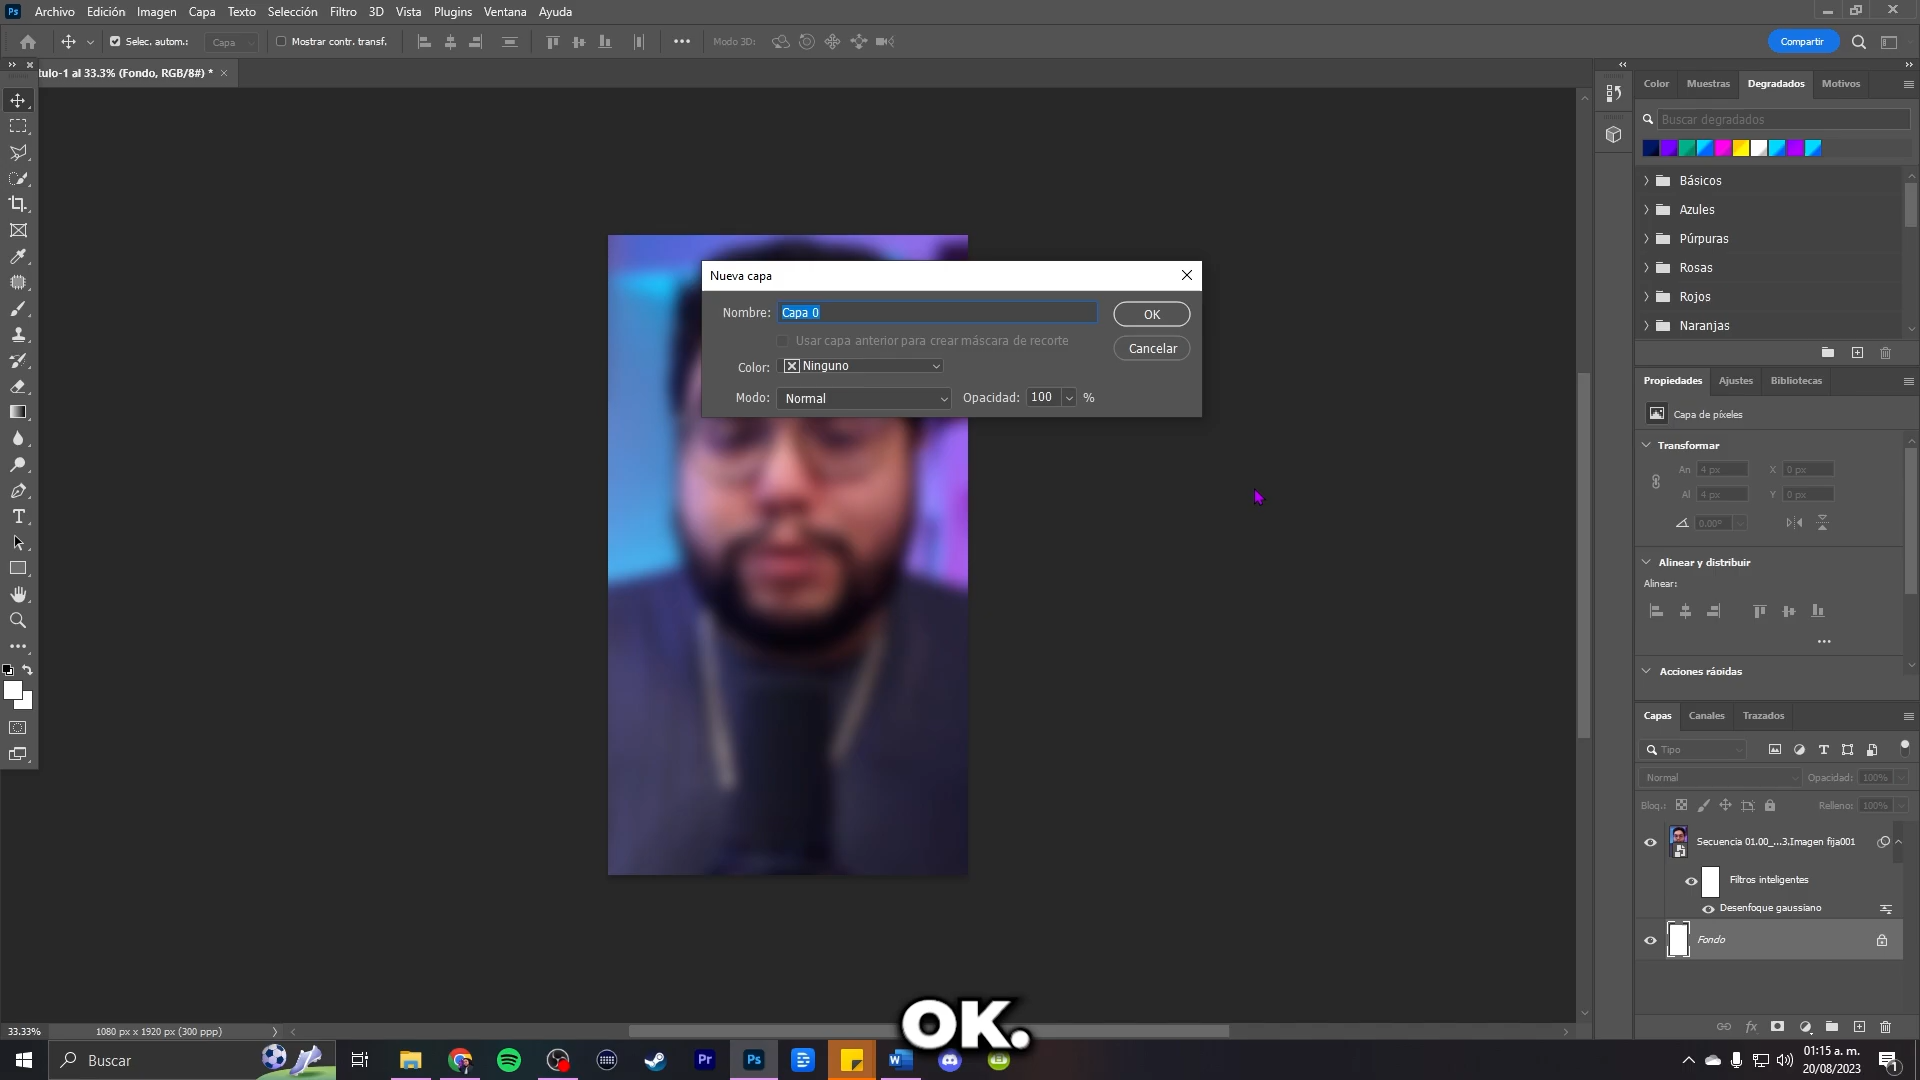 Ps
Archivo Edición Imagen Capa Texto Selección Filtro 3D Vista Plugins Ventana Ayuda
Selec. autom.: Capa Mostrar contr. transf. Modo 3D: Compartir
tulo-1 al 33.3% (Fondo, RGB/8#) *
Color Muestras Degradados Motivos
Buscar degradados
Básicos
Azules
Púrpuras
Rosas
Rojos
Naranjas
Nueva capa
Nombre: Capa 0 OK
Usar capa anterior para crear máscara de recorte
Cancelar
Color: Ninguno
Modo: Normal Opacidad: 100 %
Propiedades Ajustes Bibliotecas
Capa de píxeles
Transformar
An 4 px X 0 px
Al 4 px Y 0 px
0.00°
Alinear y distribuir
Alinear:
Acciones rápidas
Capas Canales Trazados
Tipo
Normal Opacidad: 100%
Bloq.: Relleno: 100%
Secuencia 01.00_...3.Imagen fija001
Filtros inteligentes
Desenfoque gaussiano
Fondo
OK.
33.33% 1080 px x 1920 px (300 ppp)
Buscar
Pr Ps
01:15 a. m.
20/08/2023
1